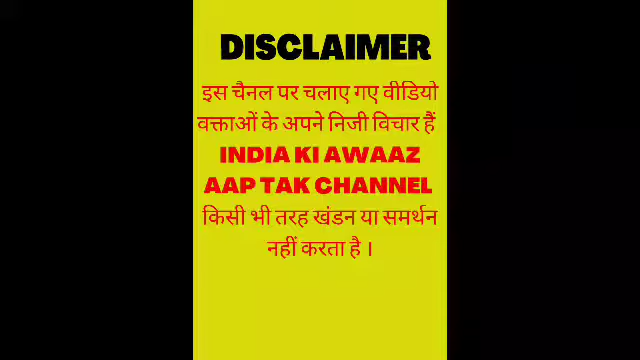 DISCLAIMER
इस चैनल पर चलाए गए वीडियो
वक्ताओं के अपने निजी विचार हैं
INDIA KI AWAAZ
AAP TAK CHANNEL
किसी भी तरह खंडन या समर्थन
नहीं करता है ।